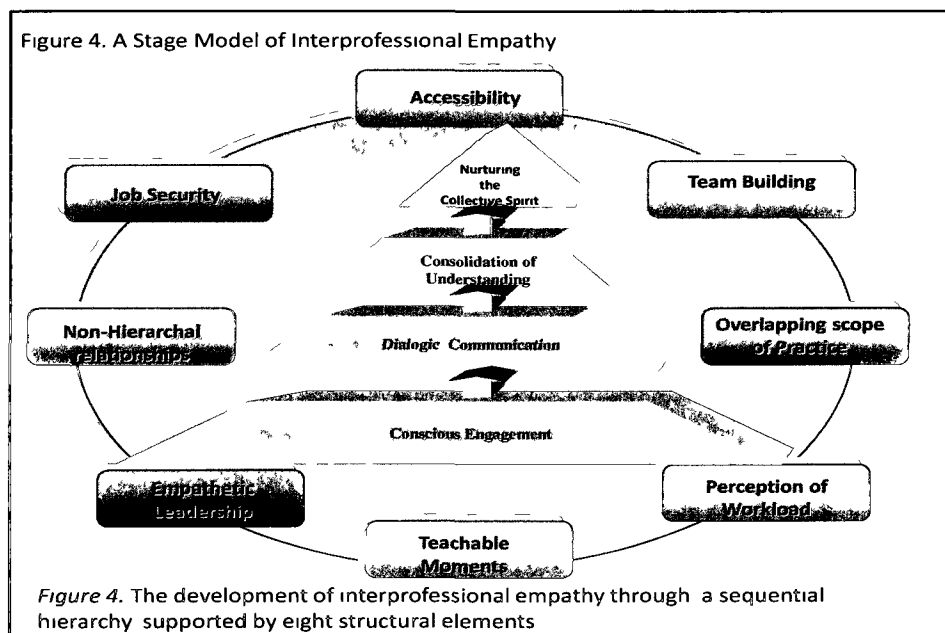 Figure 4. A Stage Model of Interprofessional Empathy
Accessibility
Nurturing
the
Collective Spirit
Job Security
Team Building
Consolidation of
Understanding
Non-Hierarchal
relationships
Dialogic Communication
Overlapping scope
of Practice
Conscious Engagement
Empathetic
Leadership
Perception of
Workload
Teachable
Moments
Figure 4. The development of interprofessional empathy through a sequential
hierarchy supported by eight structural elements